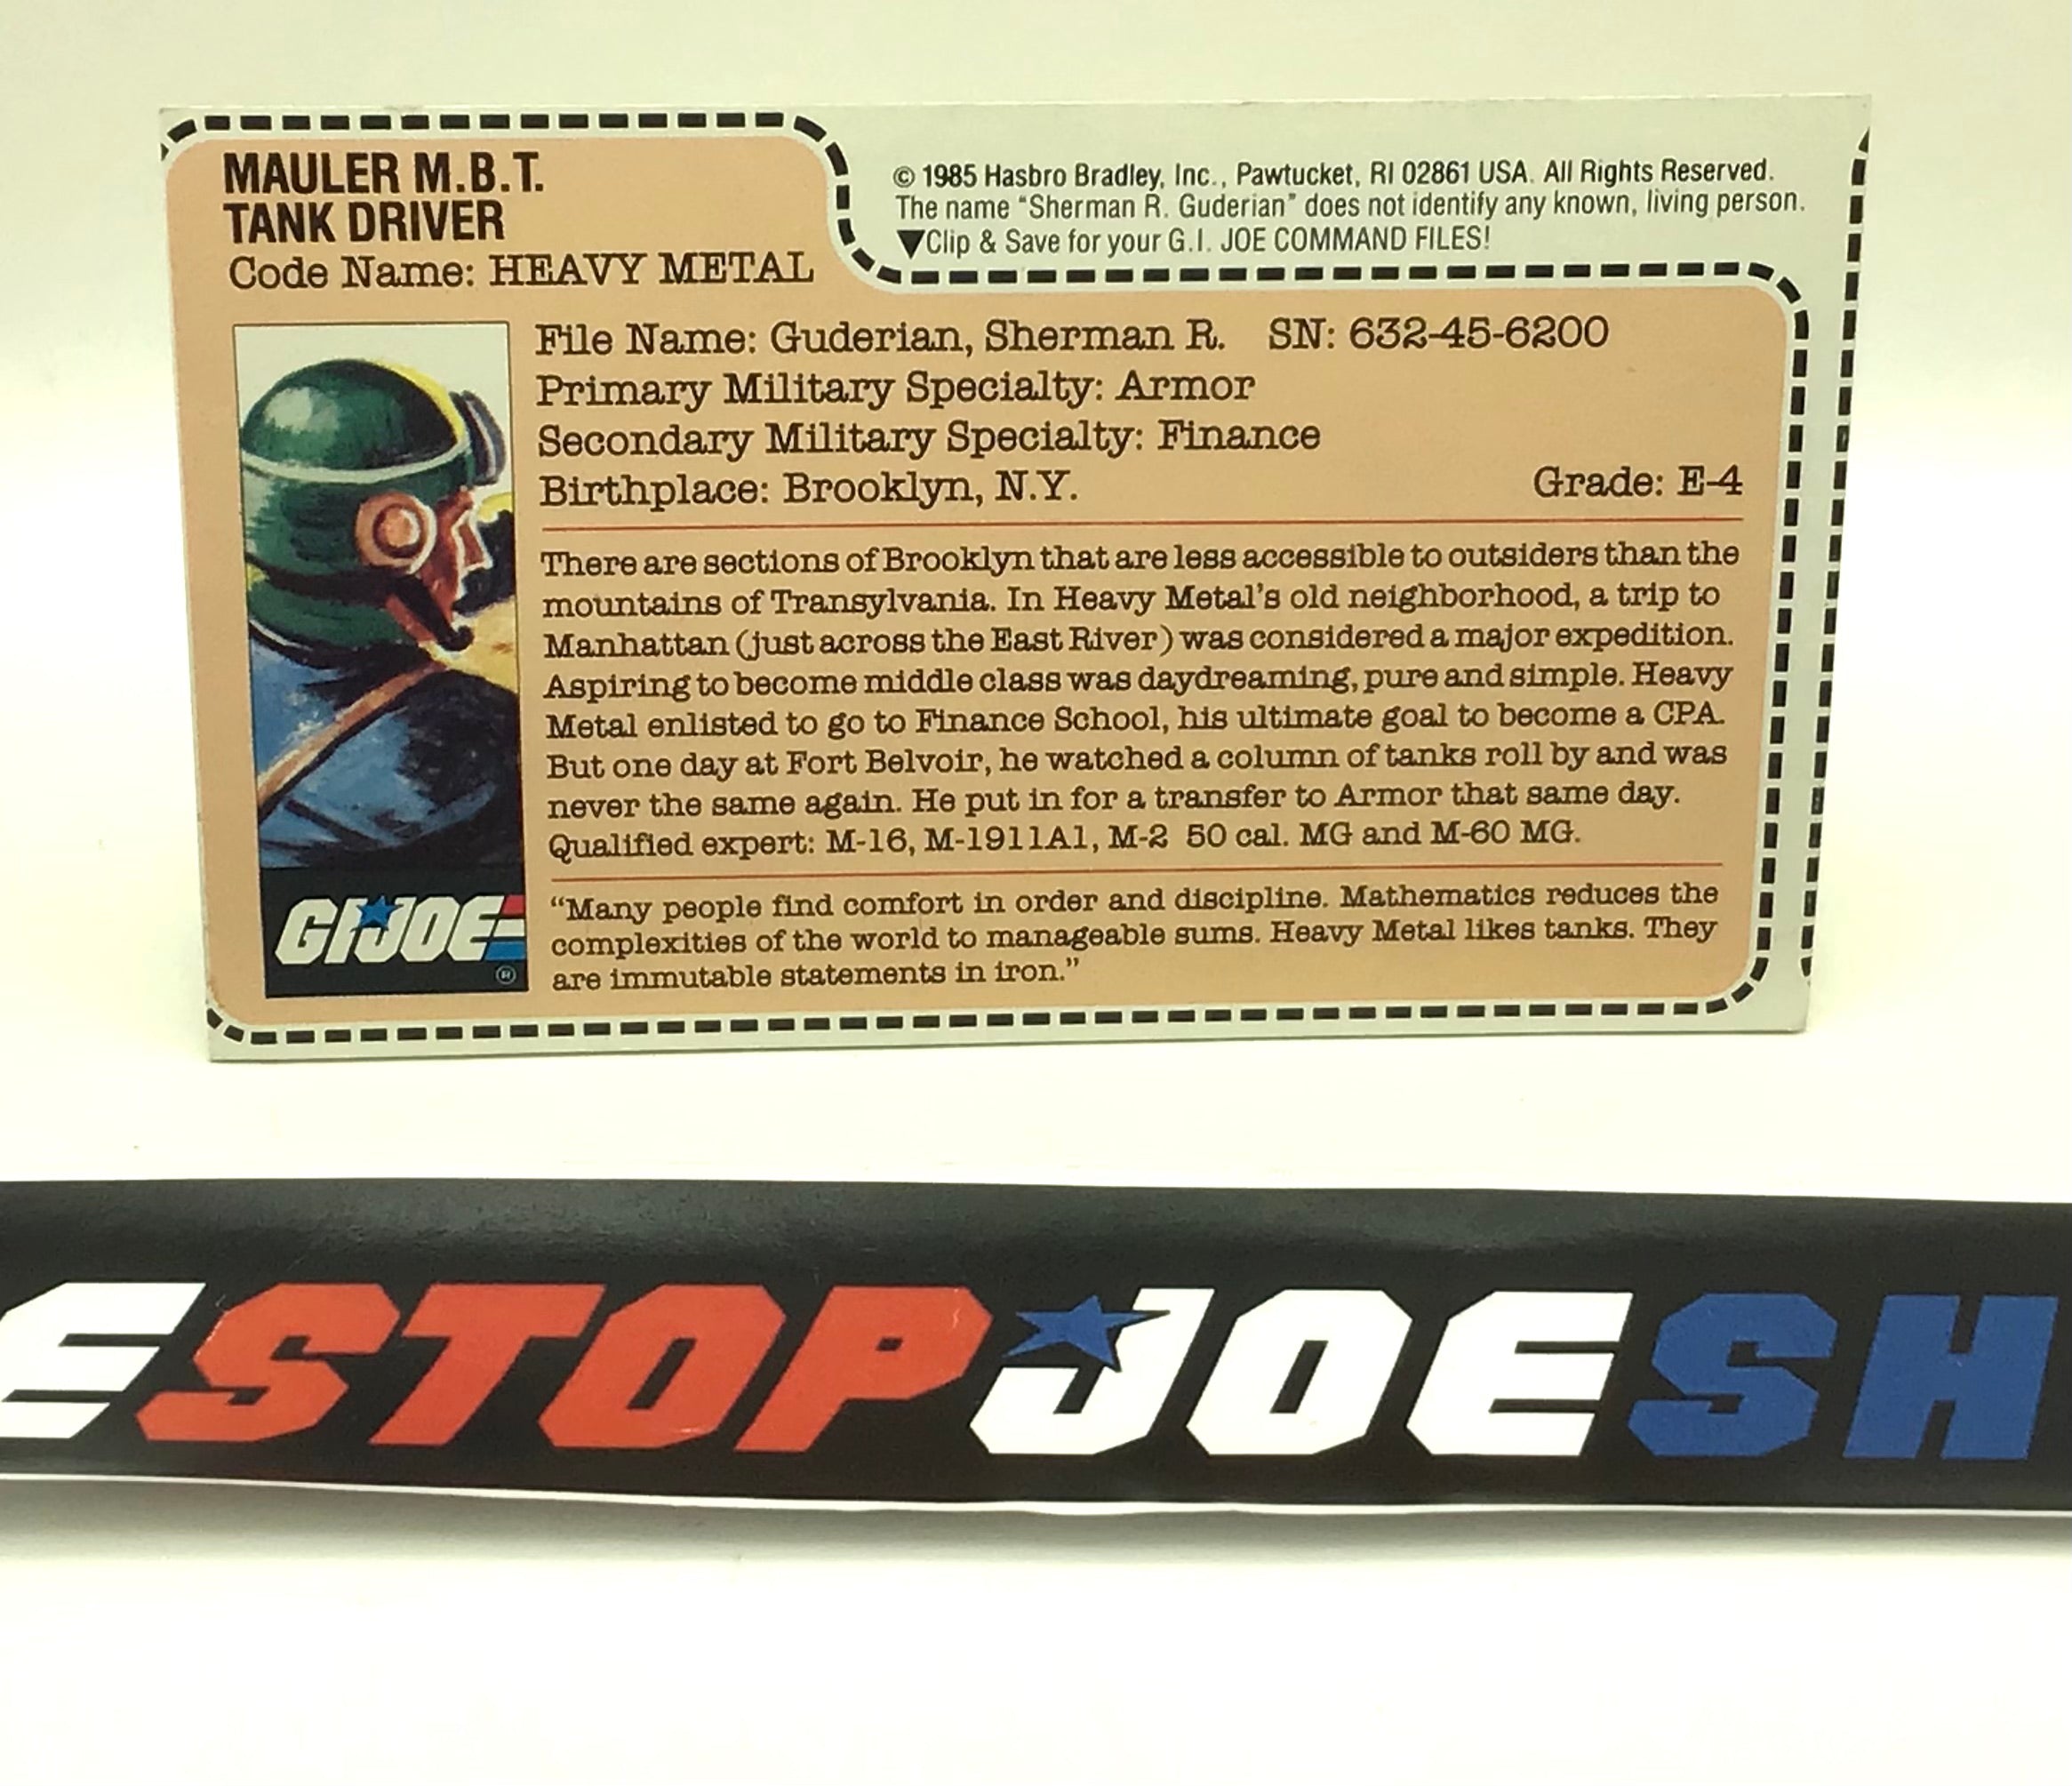 MAULER M.B.T.
TANK DRIVER
Code Name: HEAVY METAL
© 1985 Hasbro Bradley, Inc., Pawtucket, RI 02861 USA. All Rights Reserved.
The name "Sherman R. Guderian" does not identify any known, living person.
▼Clip & Save for your G.I. JOE COMMAND FILES!
File Name: Guderian, Sherman R. SN: 632-45-6200
Primary Military Specialty: Armor
Secondary Military Specialty: Finance
Birthplace: Brooklyn, N.Y. Grade: E-4
There are sections of Brooklyn that are less accessible to outsiders than the
mountains of Transylvania. In Heavy Metal's old neighborhood, a trip to
Manhattan (just across the East River) was considered a major expedition.
Aspiring to become middle class was daydreaming, pure and simple. Heavy
Metal enlisted to go to Finance School, his ultimate goal to become a CPA.
But one day at Fort Belvoir, he watched a column of tanks roll by and was
never the same again. He put in for a transfer to Armor that same day.
Qualified expert: M-16, M-1911A1, M-2 50 cal. MG and M-60 MG.
"Many people find comfort in order and discipline. Mathematics reduces the
complexities of the world to manageable sums. Heavy Metal likes tanks. They
are immutable statements in iron."
GI JOE
®
E STOP JOE SH